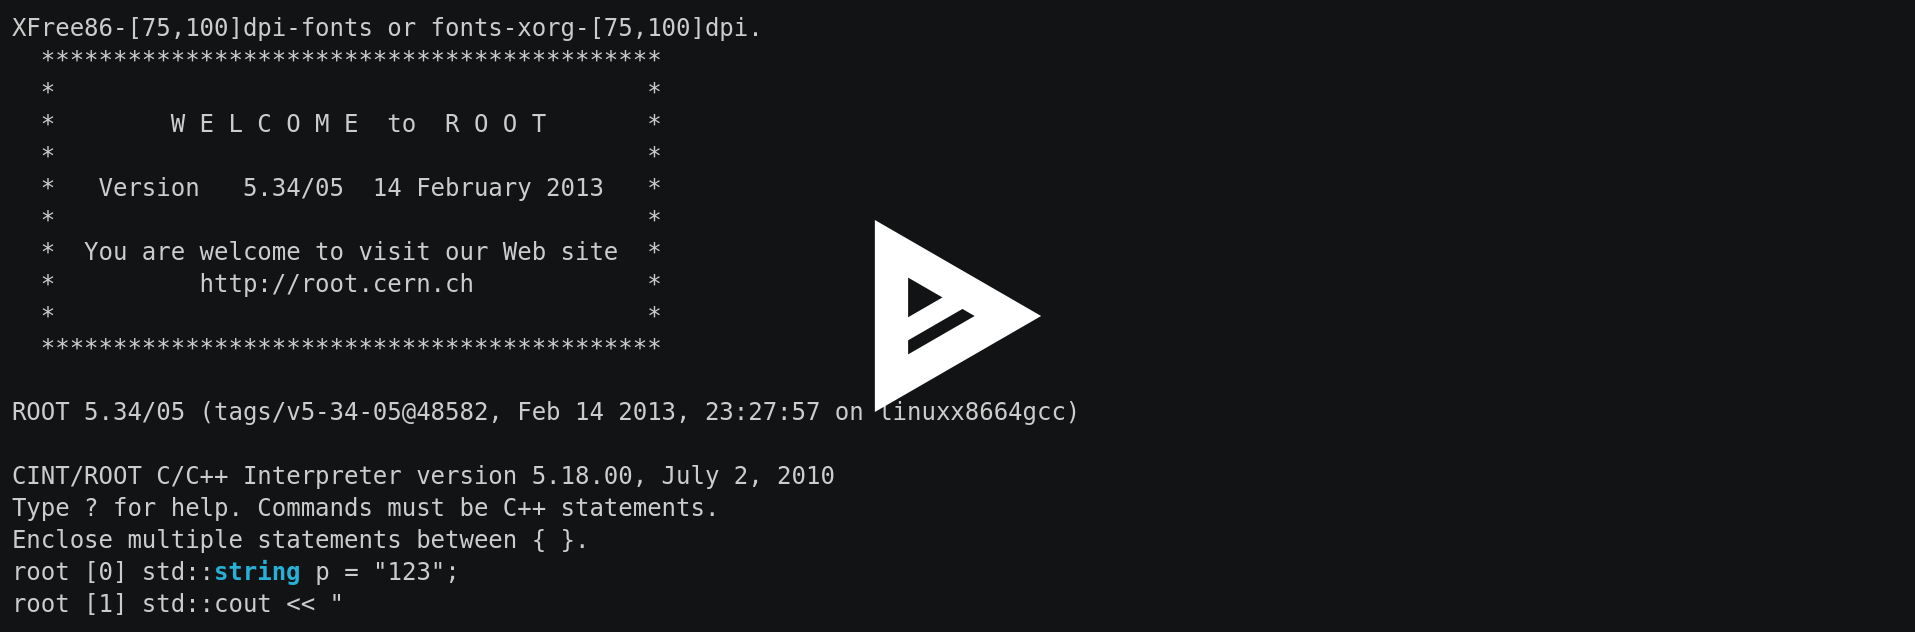 XFree86-[75,100]dpi-fonts or fonts-xorg-[75,100]dpi.
  *******************************************
  *                                         *
  *        W E L C O M E  to  R O O T       *
  *                                         *
  *   Version   5.34/05  14 February 2013   *
  *                                         *
  *  You are welcome to visit our Web site  *
  *          http://root.cern.ch            *
  *                                         *
  *******************************************

ROOT 5.34/05 (tags/v5-34-05@48582, Feb 14 2013, 23:27:57 on linuxx8664gcc)

CINT/ROOT C/C++ Interpreter version 5.18.00, July 2, 2010
Type ? for help. Commands must be C++ statements.
Enclose multiple statements between { }.
root [0] std::string p = "123";
root [1] std::cout << "